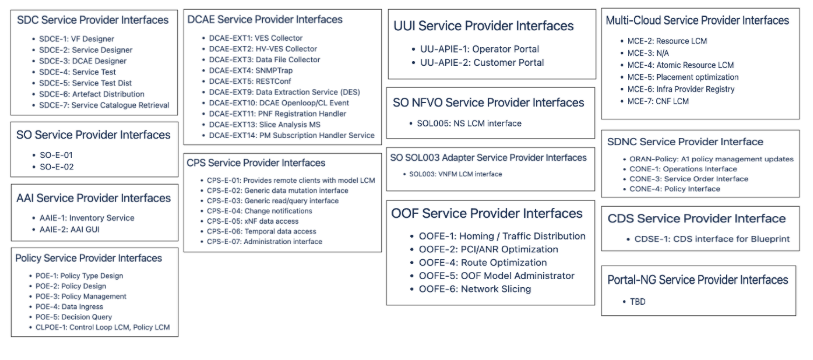 SDC Service Provider Interfaces
• SDCE-1: VF Designer
• SDCE-2: Service Designer
• SDCE-3: DCAE Designer
• SDCE-4: Service Test
• SDCE-5: Service Test Dist
• SDCE-6: Artefact Distribution
• SDCE-7: Service Catalogue Retrieval
SO Service Provider Interfaces
• SO-E-01
• SO-E-02
AAI Service Provider Interfaces
• AAIE-1: Inventory Service
• AAIE-2: AAI GUI
Policy Service Provider Interfaces
• POE-1: Policy Type Design
• POE-2: Policy Design
• POE-3: Policy Management
• POE-4: Data Ingress
• POE-5: Decision Query
• CLPOE-1: Control Loop LCM, Policy LCM
DCAE Service Provider Interfaces
• DCAE-EXT1: VES Collector
• DCAE-EXT2: HV-VES Collector
• DCAE-EXT3: Data File Collector
• DCAE-EXT4: SNMPTrap
• DCAE-EXT5: RESTConf
• DCAE-EXT9: Data Extraction Service (DES)
• DCAE-EXT10: DCAE Openloop/CL Event
• DCAE-EXT11: PNF Registration Handler
• DCAE-EXT13: Slice Analysis MS
• DCAE-EXT14: PM Subscription Handler Service
CPS Service Provider Interfaces
• CPS-E-01: Provides remote clients with model LCM
• CPS-E-02: Generic data mutation interface
• CPS-E-03: Generic read/query interface
• CPS-E-04: Change notifications
• CPS-E-05: xNF data access
• CPS-E-06: Temporal data access
• CPS-E-07: Administration interface
UUI Service Provider Interfaces
• UU-APIE-1: Operator Portal
• UU-APIE-2: Customer Portal
SO NFVO Service Provider Interfaces
• SOL005: NS LCM interface
SO SOL003 Adapter Service Provider Interfaces
• SOL003: VNFM LCM interface
OOF Service Provider Interfaces
• OOFE-1: Homing / Traffic Distribution
• OOFE-2: PCI/ANR Optimization
• OOFE-4: Route Optimization
• OOFE-5: OOF Model Administrator
• OOFE-6: Network Slicing
Multi-Cloud Service Provider Interfaces
• MCE-2: Resource LCM
• MCE-3: N/A
• MCE-4: Atomic Resource LCM
• MCE-5: Placement optimization
• MCE-6: Infra Provider Registry
• MCE-7: CNF LCM
SDNC Service Provider Interface
• ORAN-Policy: A1 policy management updates
• CONE-1: Operations Interface
• CONE-3: Service Order Interface
• CONE-4: Policy Interface
CDS Service Provider Interface
• CDSE-1: CDS interface for Blueprint
Portal-NG Service Provider Interfaces
• TBD